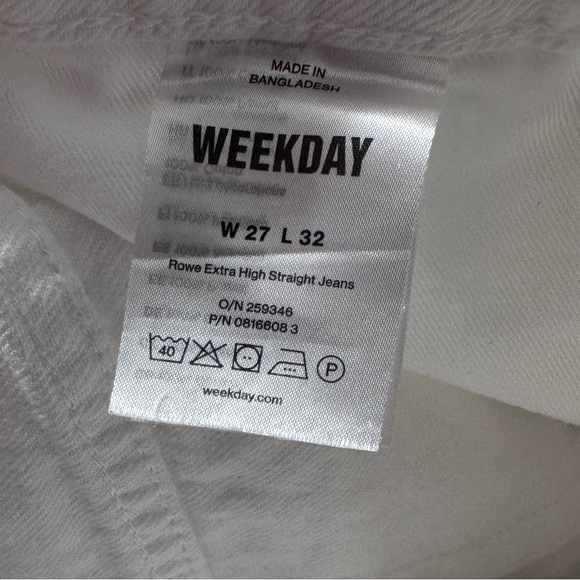 MADE IN
BANGLADESH
WEEKDAY
W 27 L 32
Rowe Extra High Straight Jeans
O/N 259346
P/N 0816608 3
40
P
weekday.com